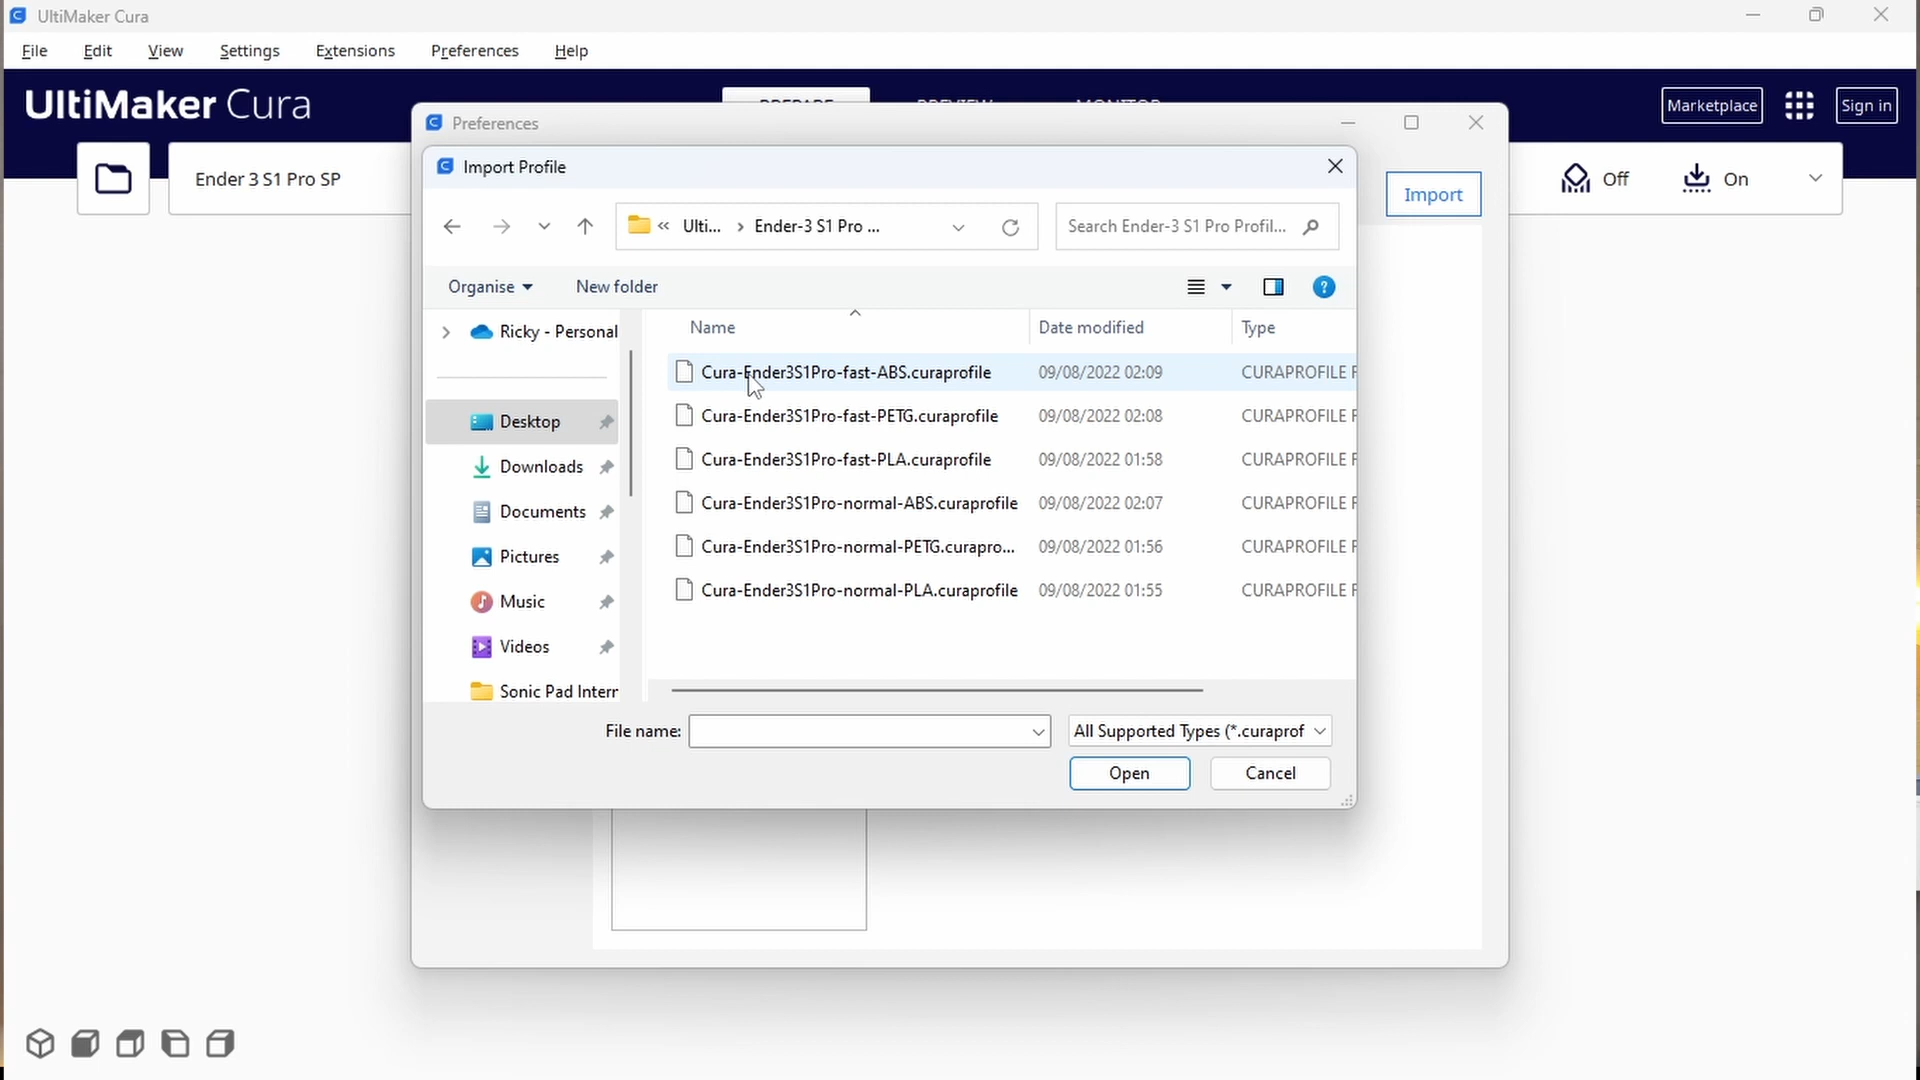 UltiMaker Cura
File Edit View Settings Extensions Preferences Help
UltiMaker Cura
PREPARE PREVIEW MONITOR
Marketplace Sign in
Preferences
Ender 3 S1 Pro SP
Import Profile
Off On
Import
« Ulti... > Ender-3 S1 Pro ...
Search Ender-3 S1 Pro Profil...
Organise New folder
?
Ricky - Personal
Desktop
Downloads
Documents
Pictures
Music
Videos
Sonic Pad Intern
Name Date modified Type
Cura-Ender3S1Pro-fast-ABS.curaprofile 09/08/2022 02:09 CURAPROFILE F
Cura-Ender3S1Pro-fast-PETG.curaprofile 09/08/2022 02:08 CURAPROFILE F
Cura-Ender3S1Pro-fast-PLA.curaprofile 09/08/2022 01:58 CURAPROFILE F
Cura-Ender3S1Pro-normal-ABS.curaprofile 09/08/2022 02:07 CURAPROFILE F
Cura-Ender3S1Pro-normal-PETG.curapro... 09/08/2022 01:56 CURAPROFILE F
Cura-Ender3S1Pro-normal-PLA.curaprofile 09/08/2022 01:55 CURAPROFILE F
File name:
All Supported Types (*.curaprof
Open Cancel